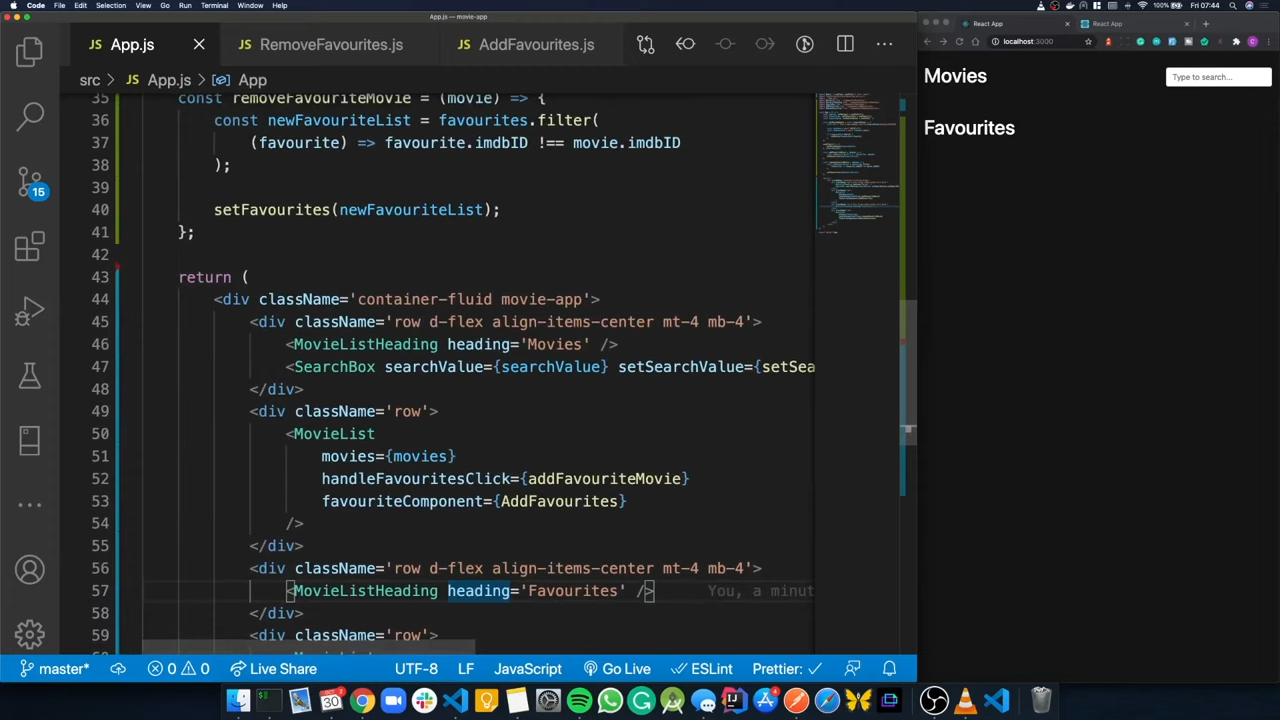 Code File Edit Selection View Go Run Terminal Window Help
100% Fri 07:44
App.js — movie-app
JS App.js
JS RemoveFavourites.js
JS AddFavourites.js
src > JS App.js > App
35 const removeFavouriteMovie = (movie) => {
36 const newFavouriteList = favourites.filter(
37 (favourite) => favourite.imdbID !== movie.imdbID
38 );
39
40 setFavourites(newFavouriteList);
41 };
42
43 return (
44 <div className='container-fluid movie-app'>
45 <div className='row d-flex align-items-center mt-4 mb-4'>
46 <MovieListHeading heading='Movies' />
47 <SearchBox searchValue={searchValue} setSearchValue={setSea
48 </div>
49 <div className='row'>
50 <MovieList
51 movies={movies}
52 handleFavouritesClick={addFavouriteMovie}
53 favouriteComponent={AddFavourites}
54 />
55 </div>
56 <div className='row d-flex align-items-center mt-4 mb-4'>
57 <MovieListHeading heading='Favourites' /> You, a minut
58 </div>
59 <div className='row'>
15
master* 0 0 Live Share UTF-8 LF JavaScript Go Live ESLint Prettier: ✓
React App
React App
localhost:3000
Movies
Type to search...
Favourites